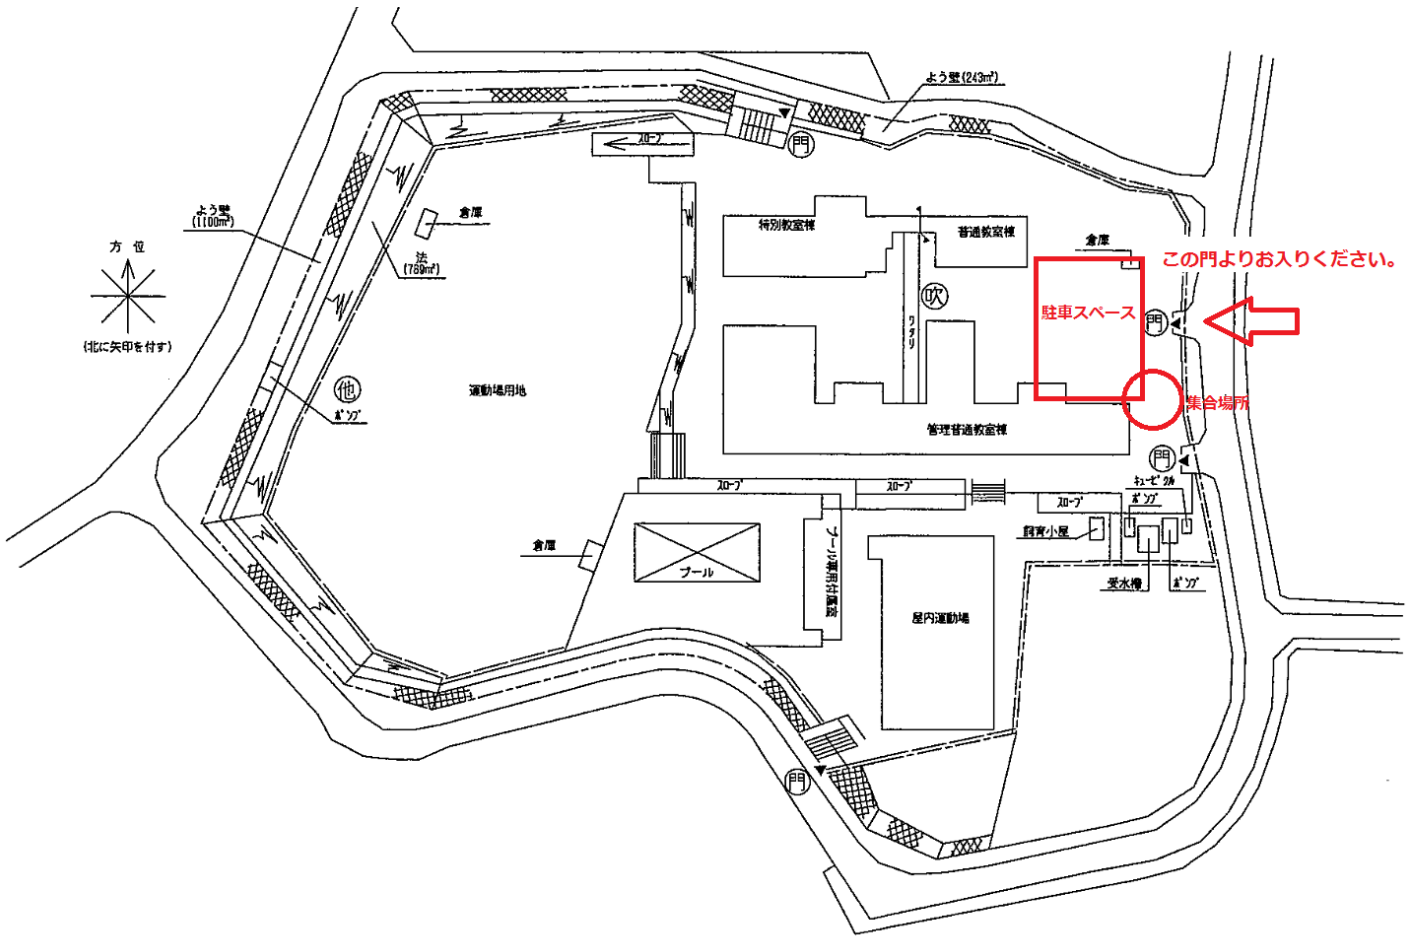 よう壁(243㎡)
門
スロープ
よう壁
(1100㎡)
倉庫
法
(789㎡)
方 位
(北に矢印を付す)
特別教室棟
普通教室棟
倉庫
この門よりお入りください。
吹
ワタリ
駐車スペース
門
他
ポンプ
運動場用地
集合場所
管理普通教室棟
門
キュービクル
ポンプ
スロープ
スロープ
スロープ
飼育小屋
倉庫
プール
プール専用付属室
受水槽
ポンプ
屋内運動場
門